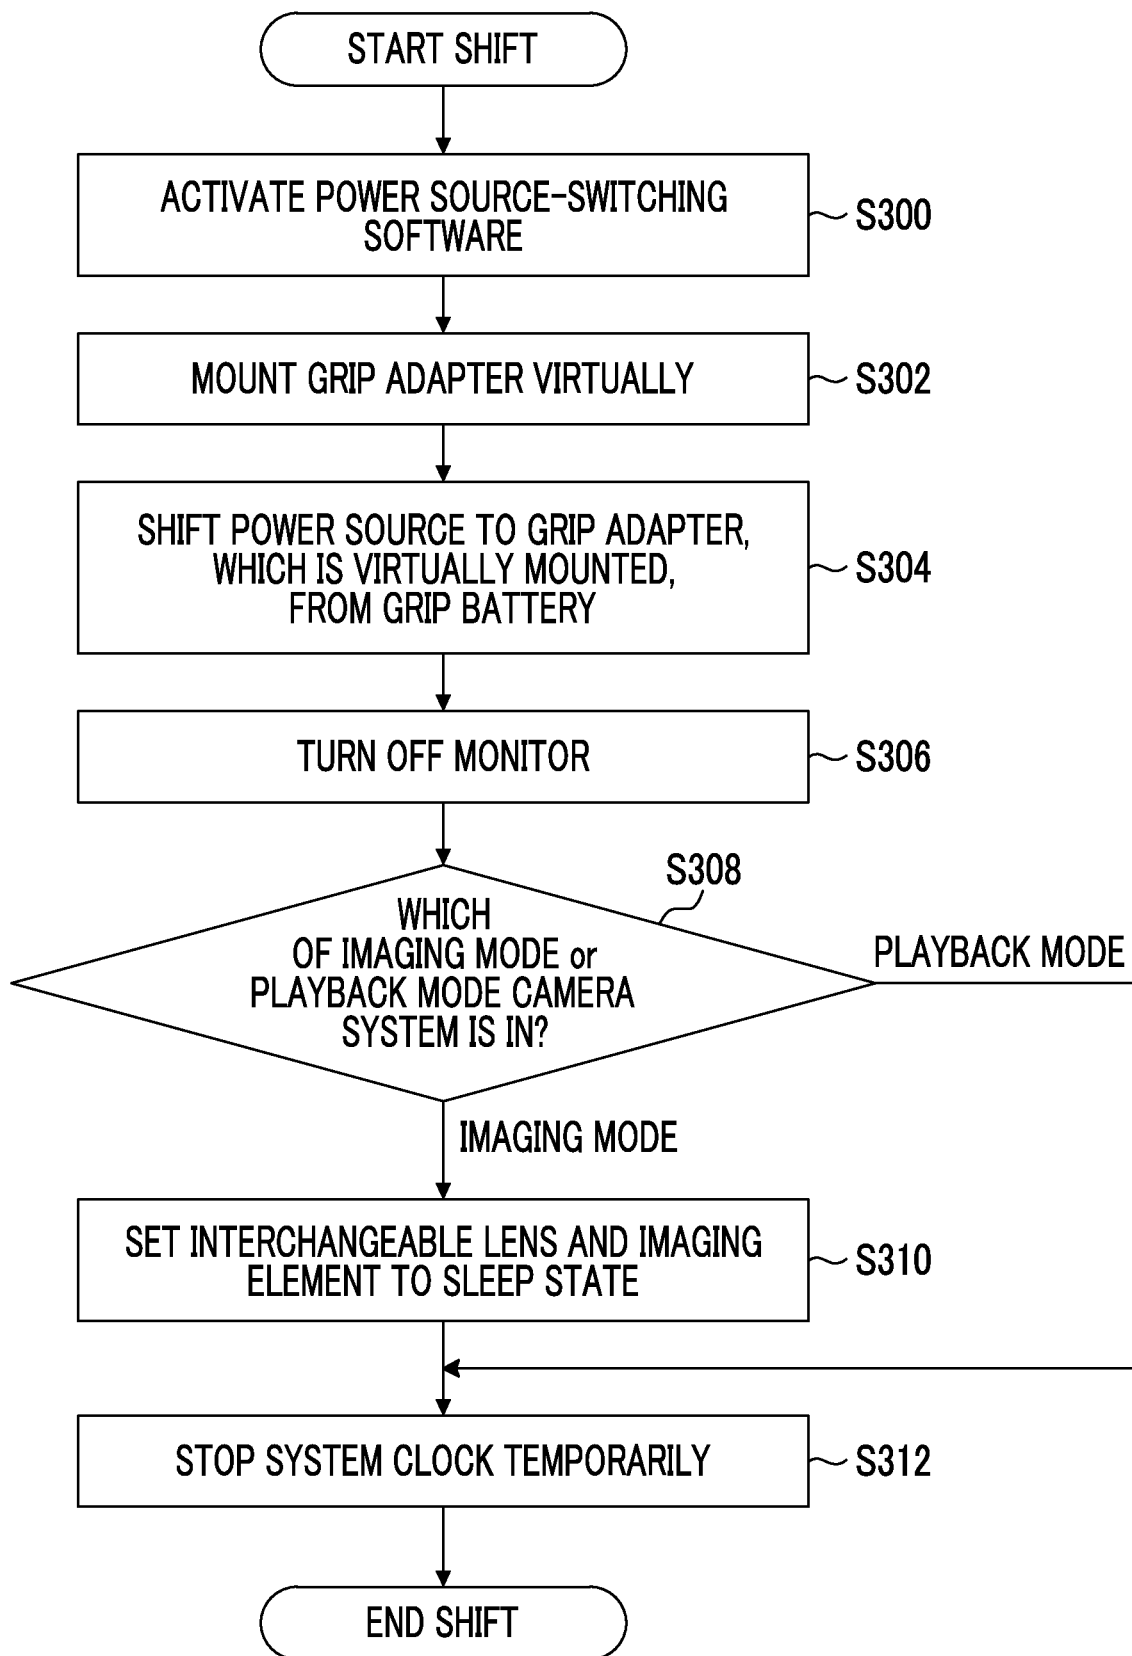 START SHIFT
ACTIVATE POWER SOURCE-SWITCHING
SOFTWARE
S300
MOUNT GRIP ADAPTER VIRTUALLY
S302
SHIFT POWER SOURCE TO GRIP ADAPTER,
WHICH IS VIRTUALLY MOUNTED,
FROM GRIP BATTERY
S304
TURN OFF MONITOR
S306
S308
WHICH
OF IMAGING MODE or
PLAYBACK MODE CAMERA
SYSTEM IS IN?
PLAYBACK MODE
IMAGING MODE
SET INTERCHANGEABLE LENS AND IMAGING
ELEMENT TO SLEEP STATE
S310
STOP SYSTEM CLOCK TEMPORARILY
S312
END SHIFT